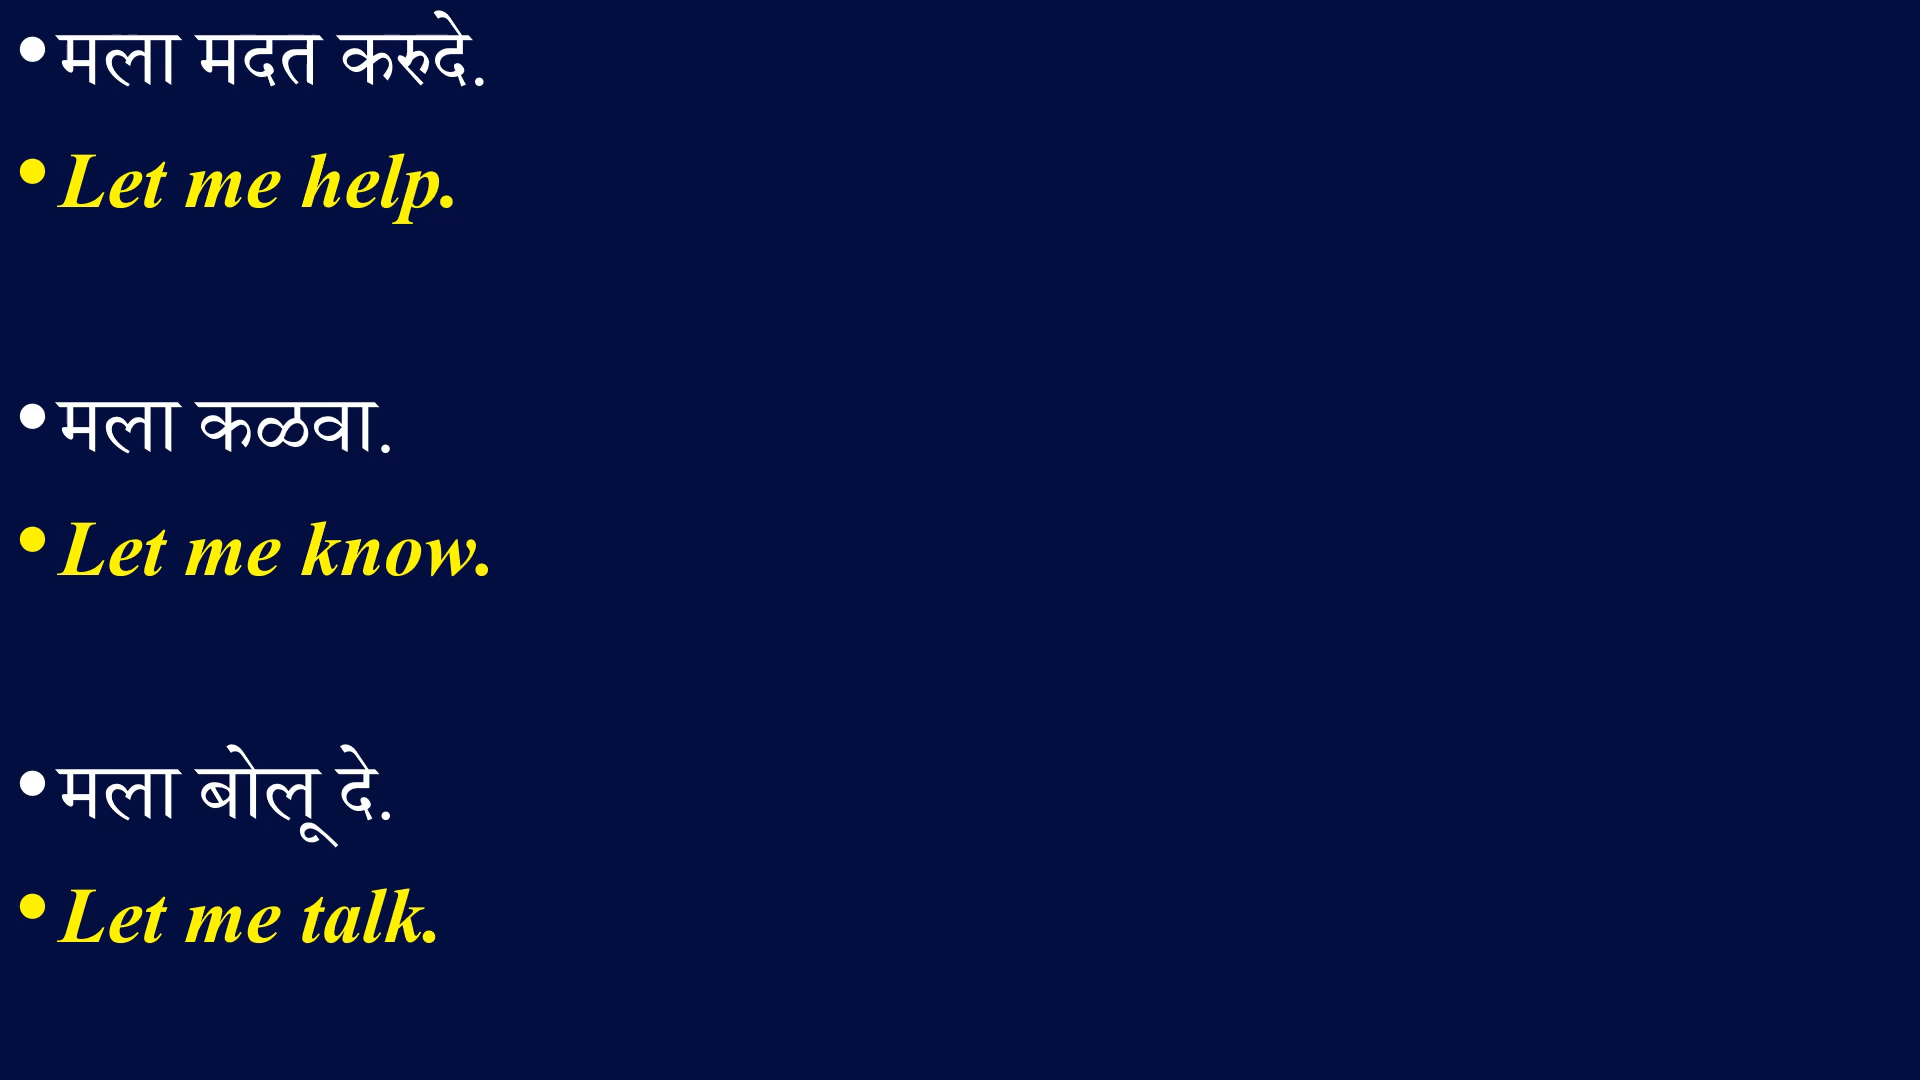 • मला मदत करुदे.
• Let me help.
• मला कळवा.
• Let me know.
• मला बोलू दे.
• Let me talk.